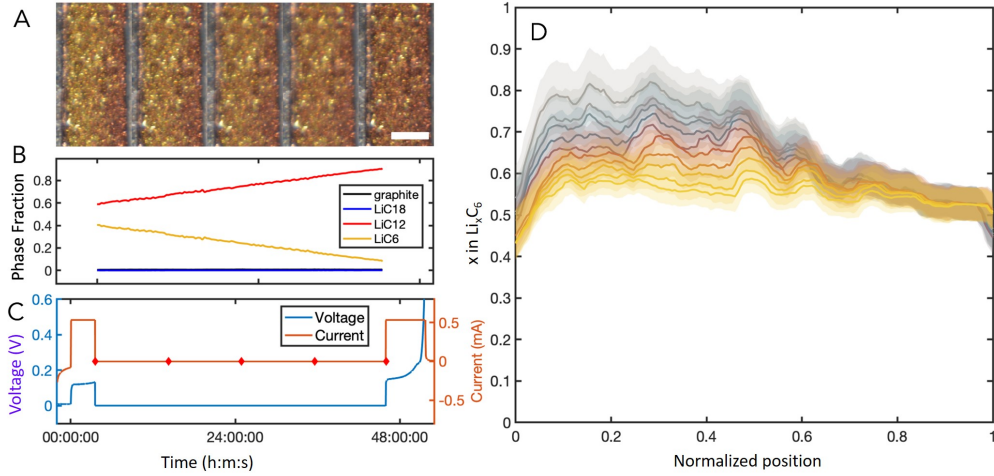 A
B
Phase Fraction
0.8
0.6
0.4
0.2
0
graphite
LiC18
LiC12
LiC6
C
Voltage (V)
0.6
0.4
0.2
0
Voltage
Current
0.5
0
-0.5
Current (mA)
00:00:00
24:00:00
48:00:00
Time (h:m:s)
D
x in LiₓC₆
1
0.9
0.8
0.7
0.6
0.5
0.4
0.3
0.2
0.1
0
0
0.2
0.4
0.6
0.8
1
Normalized position